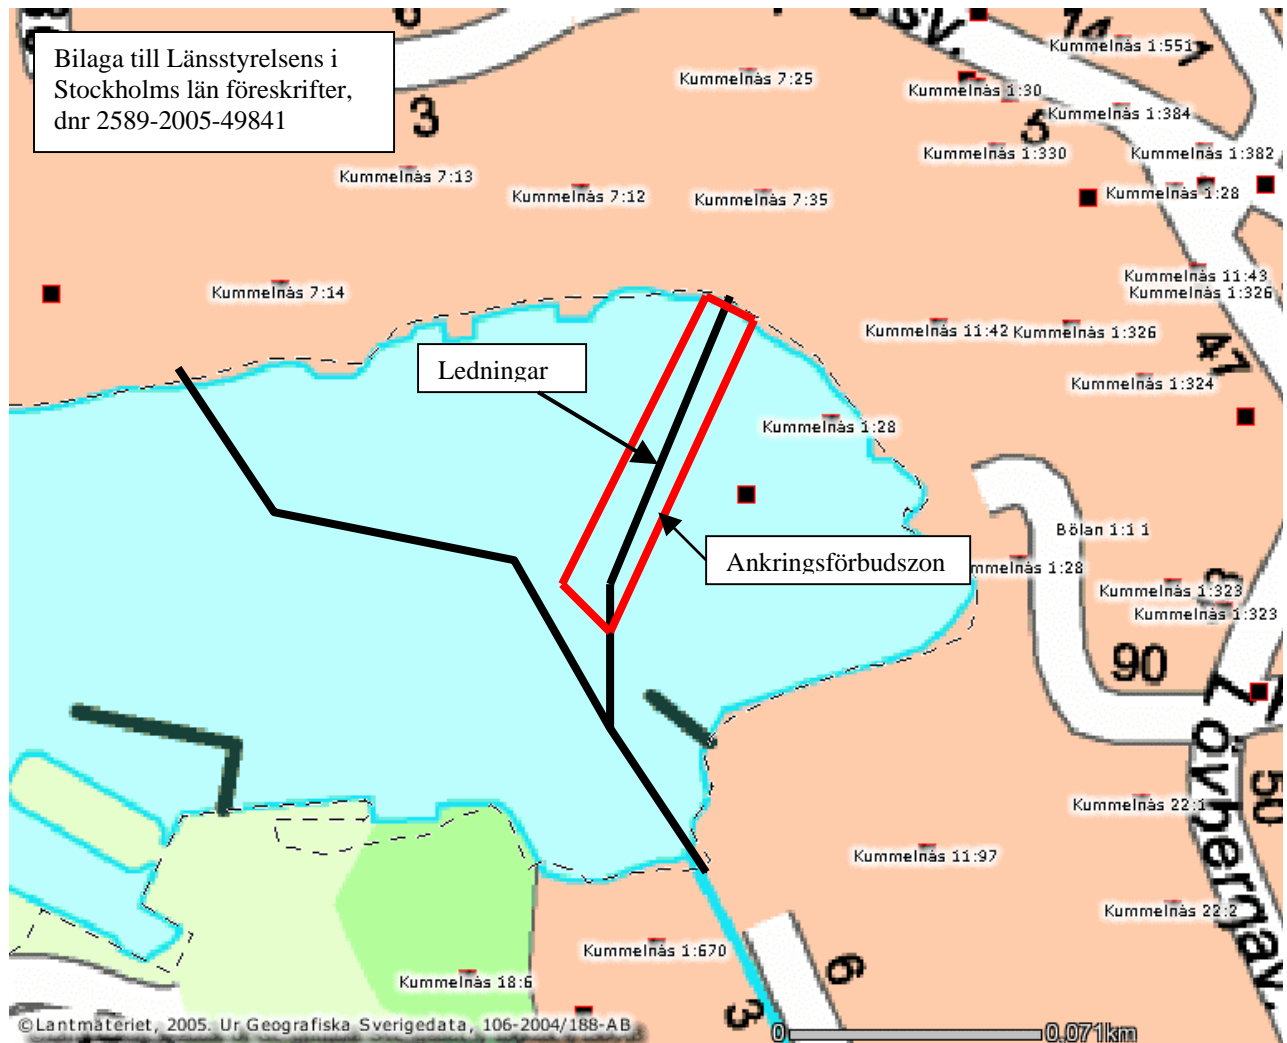 Bilaga till Länsstyrelsens i
Stockholms län föreskrifter,
dnr 2589-2005-49841
6
3
sv.
14
7
5
Kummelnäs 1:551
Kummelnäs 7:25
Kummelnäs 1:30
Kummelnäs 1:384
Kummelnäs 1:330
Kummelnäs 1:382
Kummelnäs 7:13
Kummelnäs 7:12
Kummelnäs 7:35
Kummelnäs 1:28
Kummelnäs 7:14
Kummelnäs 11:43
Kummelnäs 1:326
Kummelnäs 11:42
Kummelnäs 1:326
47
Ledningar
Kummelnäs 1:324
Kummelnäs 1:28
Bölan 1:1 1
Ankringsförbudszon
mmelnäs 1:28
Kummelnäs 1:323
Kummelnäs 1:323
90
Lövbergav.
50
Kummelnäs 22:1
Kummelnäs 11:97
Kummelnäs 22:2
Kummelnäs 1:670
Kummelnäs 18:6
6
3
©Lantmäteriet, 2005. Ur Geografiska Sverigedata, 106-2004/188-AB
0
0.071km